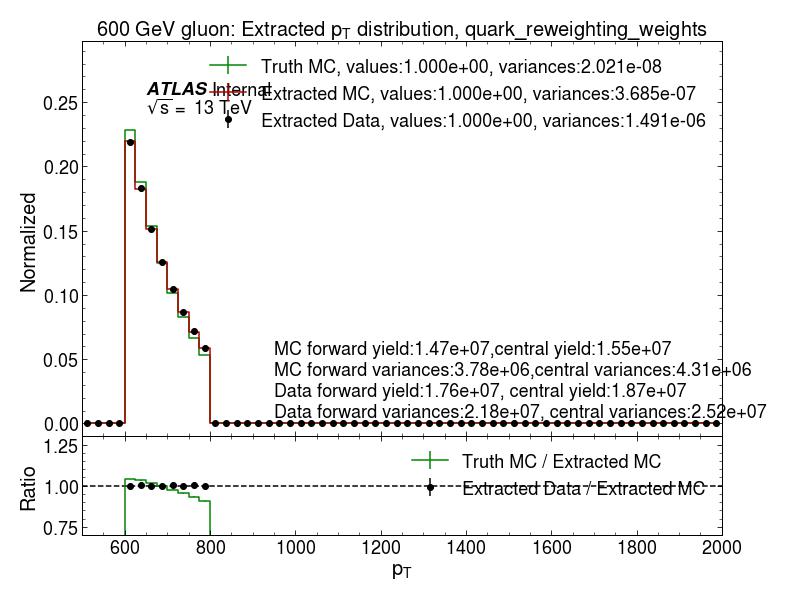 600 GeV gluon: Extracted pT distribution, quark_reweighting_weights
Truth MC, values:1.000e+00, variances:2.021e-08
ATLAS Internal
Extracted MC, values:1.000e+00, variances:3.685e-07
√s = 13 TeV
Extracted Data, values:1.000e+00, variances:1.491e-06
Normalized
0.25
0.20
0.15
0.10
0.05
0.00
MC forward yield:1.47e+07,central yield:1.55e+07
MC forward variances:3.78e+06,central variances:4.31e+06
Data forward yield:1.76e+07, central yield:1.87e+07
Data forward variances:2.18e+07, central variances:2.52e+07
Ratio
1.25
1.00
0.75
Truth MC / Extracted MC
Extracted Data / Extracted MC
600 800 1000 1200 1400 1600 1800 2000
pT